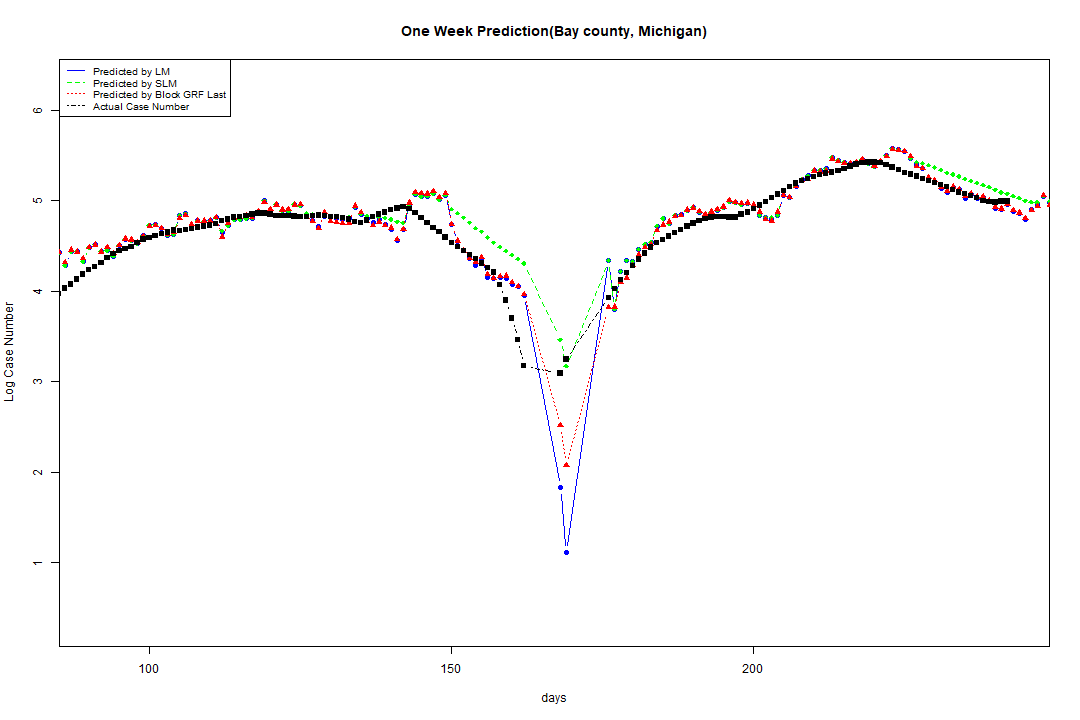 One Week Prediction(Bay county, Michigan)
Predicted by LM
Predicted by SLM
Predicted by Block GRF Last
Actual Case Number
6
5
4
3
2
1
Log Case Number
100 150 200
days